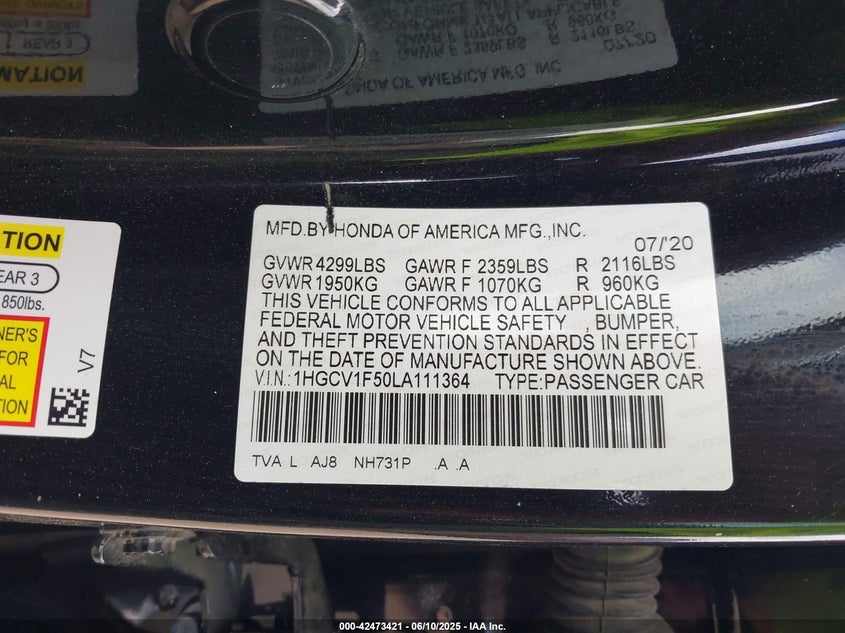 TION
EAR 3
850lbs.
NER'S
FOR
AL
TION
V7
MFD.BY HONDA OF AMERICA MFG.,INC.
07/'20
GVWR 4299LBS GAWR F 2359LBS R 2116LBS
GVWR 1950KG GAWR F 1070KG R 960KG
THIS VEHICLE CONFORMS TO ALL APPLICABLE
FEDERAL MOTOR VEHICLE SAFETY , BUMPER,
AND THEFT PREVENTION STANDARDS IN EFFECT
ON THE DATE OF MANUFACTURE SHOWN ABOVE.
V.I.N.:1HGCV1F50LA111364 TYPE:PASSENGER CAR
TVA L AJ8 NH731P .A .A
000-42473421 - 06/10/2025 - IAA Inc.